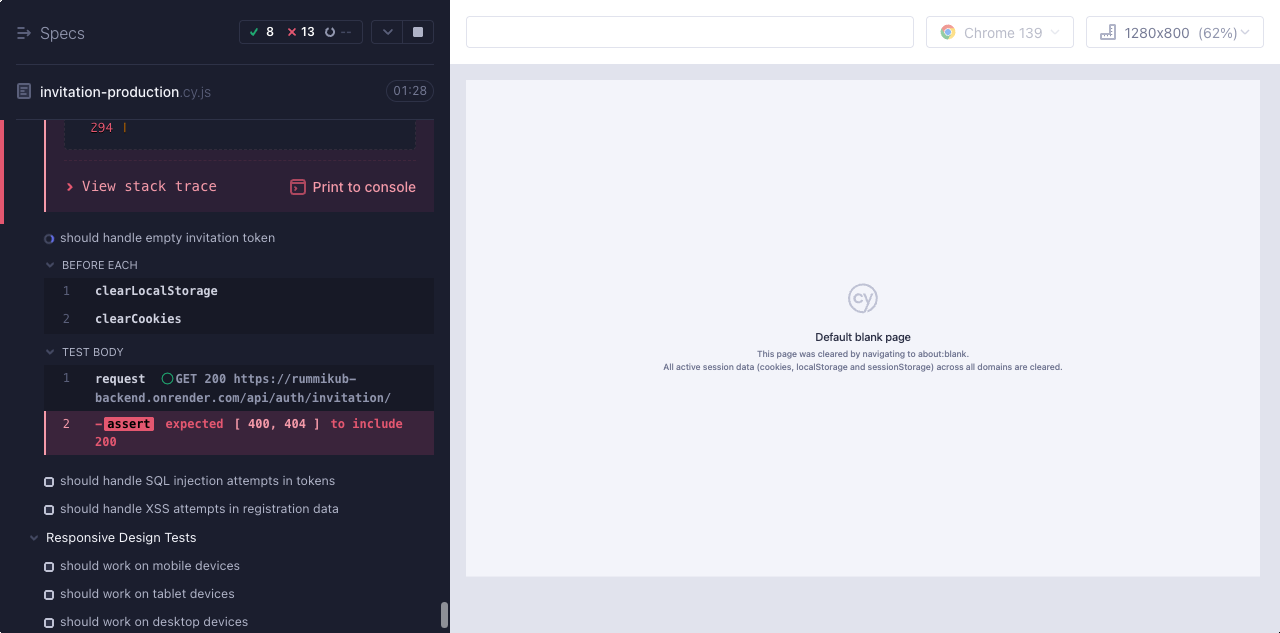 Specs
8 13 --
invitation-production.cy.js 01:28
294 |
View stack trace
Print to console
should handle empty invitation token
BEFORE EACH
1 clearLocalStorage
2 clearCookies
TEST BODY
1 request GET 200 https://rummikub-
backend.onrender.com/api/auth/invitation/
2 -assert expected [ 400, 404 ] to include
200
should handle SQL injection attempts in tokens
should handle XSS attempts in registration data
Responsive Design Tests
should work on mobile devices
should work on tablet devices
should work on desktop devices
Chrome 139
1280x800 (62%)
cy
Default blank page
This page was cleared by navigating to about:blank.
All active session data (cookies, localStorage and sessionStorage) across all domains are cleared.